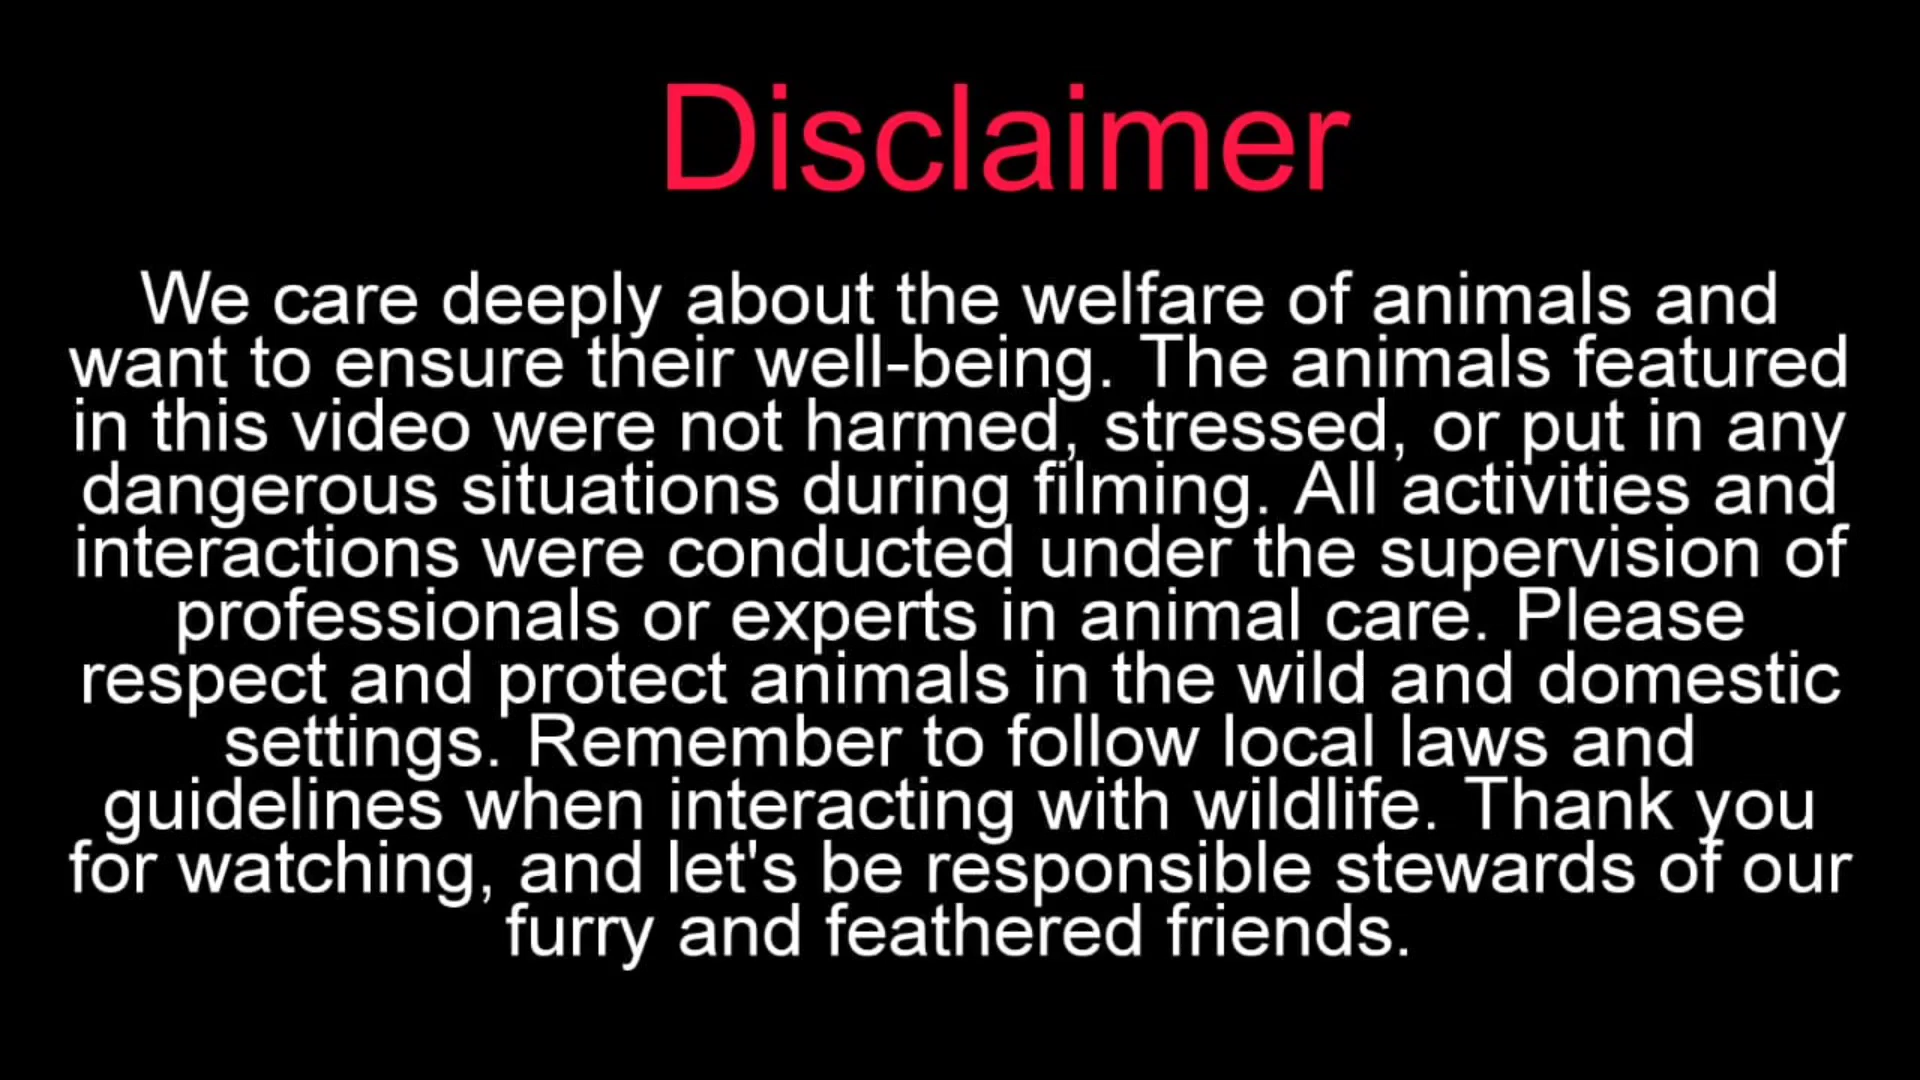 Disclaimer
We care deeply about the welfare of animals and
want to ensure their well-being. The animals featured
in this video were not harmed, stressed, or put in any
dangerous situations during filming. All activities and
interactions were conducted under the supervision of
professionals or experts in animal care. Please
respect and protect animals in the wild and domestic
settings. Remember to follow local laws and
guidelines when interacting with wildlife. Thank you
for watching, and let's be responsible stewards of our
furry and feathered friends.